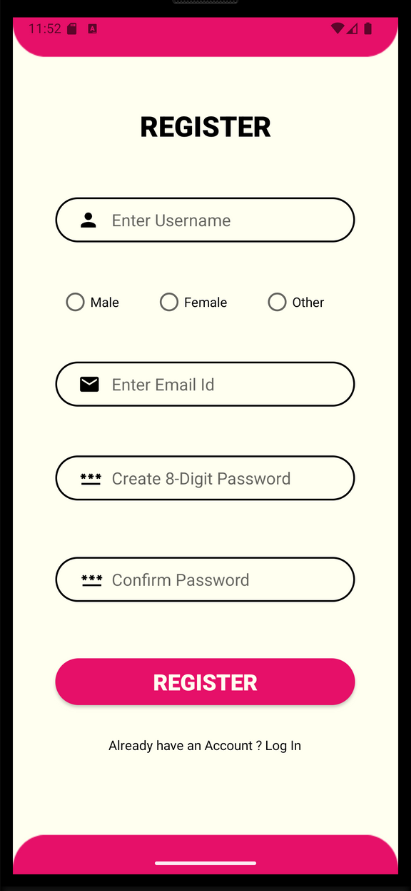 11:52
REGISTER
Enter Username
Male Female Other
Enter Email Id
*** Create 8-Digit Password
*** Confirm Password
REGISTER
Already have an Account ? Log In